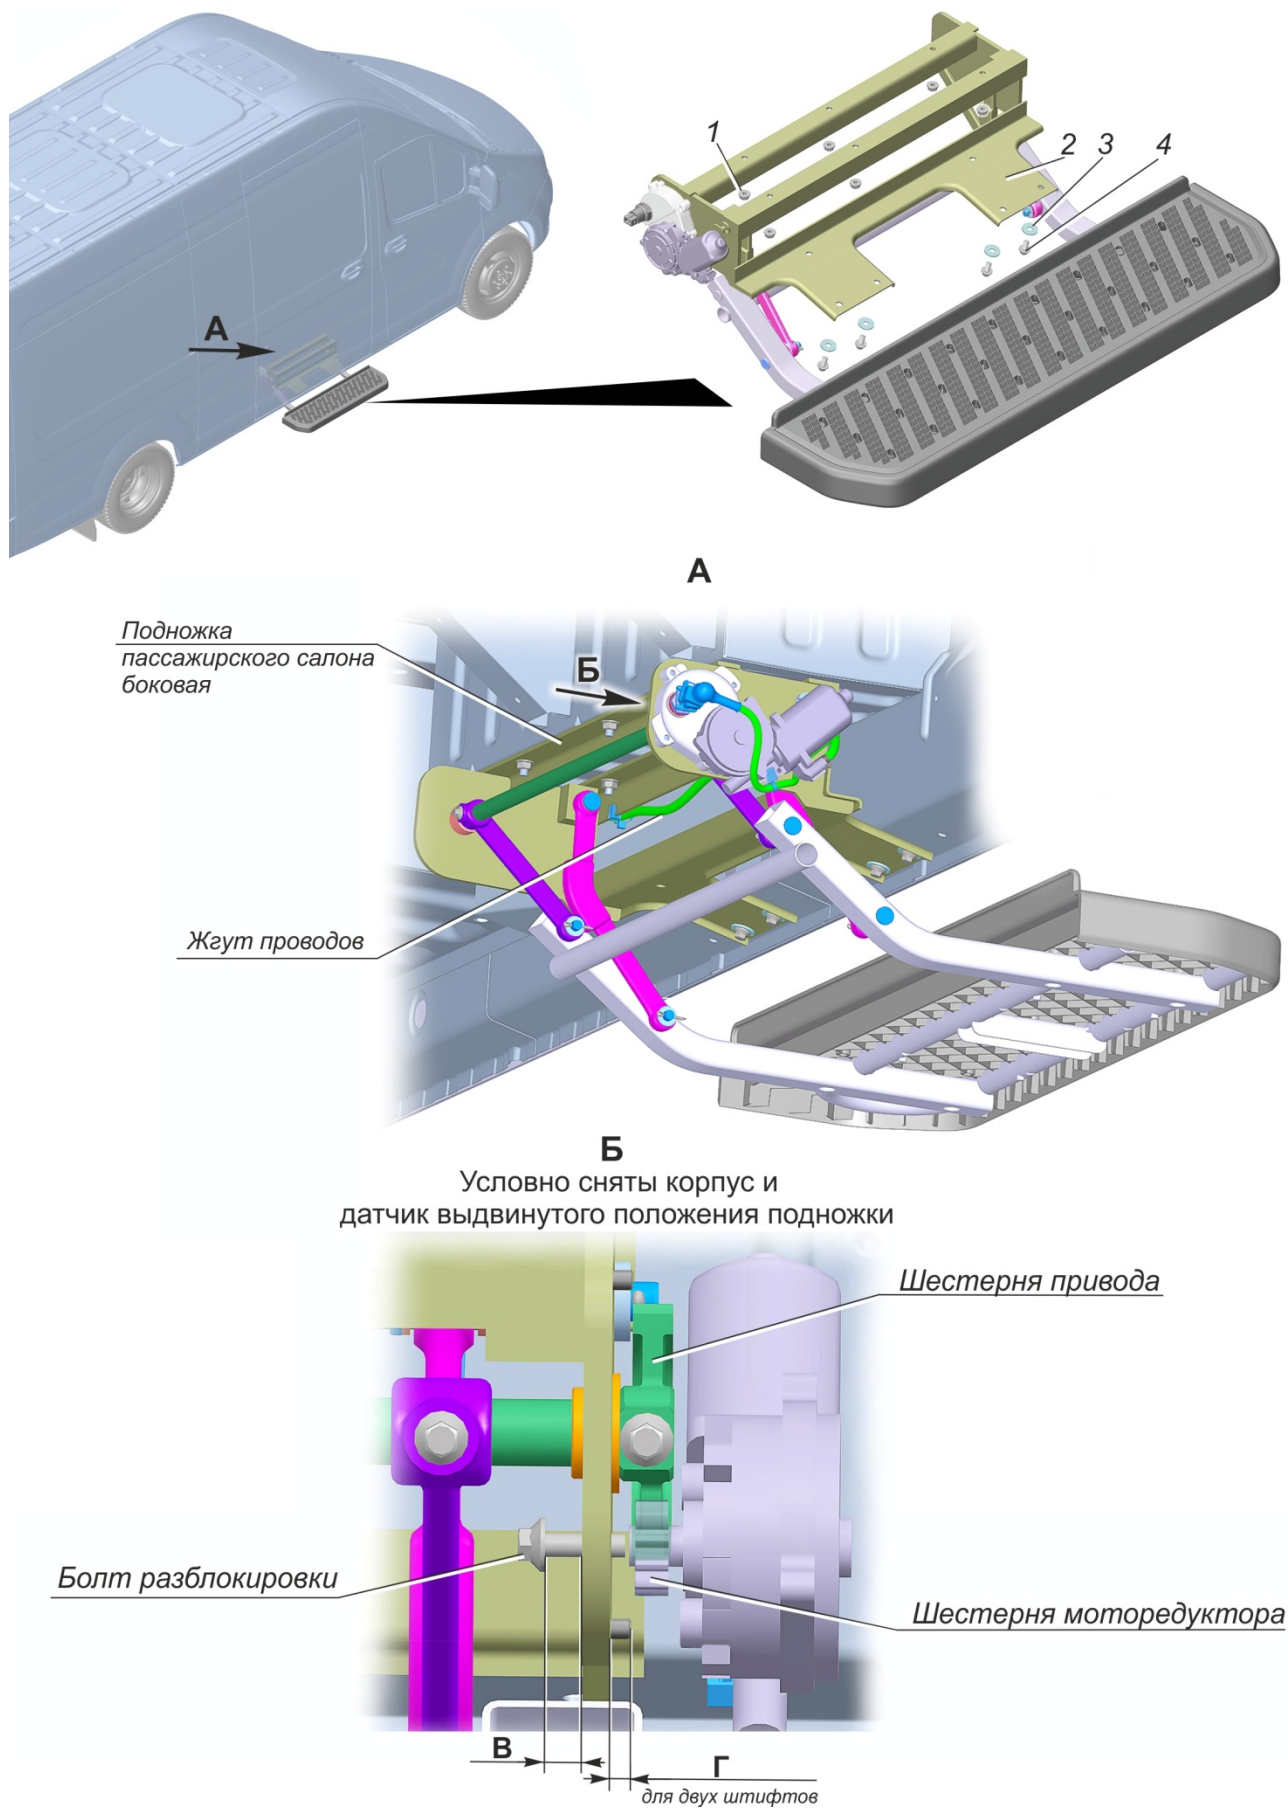 1
2
3
4
А
А
Подножка
пассажирского салона
боковая
Б
Жгут проводов
Б
Условно сняты корпус и
датчик выдвинутого положения подножки
Шестерня привода
Болт разблокировки
Шестерня моторедуктора
В
Г
для двух штифтов